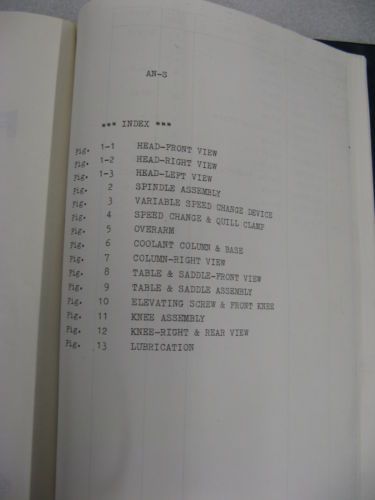 AN-S
*** INDEX ***
Fig. 1-1 HEAD-FRONT VIEW
Fig. 1-2 HEAD-RIGHT VIEW
Fig. 1-3 HEAD-LEFT VIEW
Fig. 2 SPINDLE ASSEMBLY
Fig. 3 VARIABLE SPEED CHANGE DEVICE
Fig. 4 SPEED CHANGE & QUILL CLAMP
Fig. 5 OVERARM
Fig. 6 COOLANT COLUMN & BASE
Fig. 7 COLUMN-RIGHT VIEW
Fig. 8 TABLE & SADDLE-FRONT VIEW
Fig. 9 TABLE & SADDLE ASSEMBLY
Fig. 10 ELEVATING SCREW & FRONT KNEE
Fig. 11 KNEE ASSEMBLY
Fig. 12 KNEE-RIGHT & REAR VIEW
Fig. 13 LUBRICATION